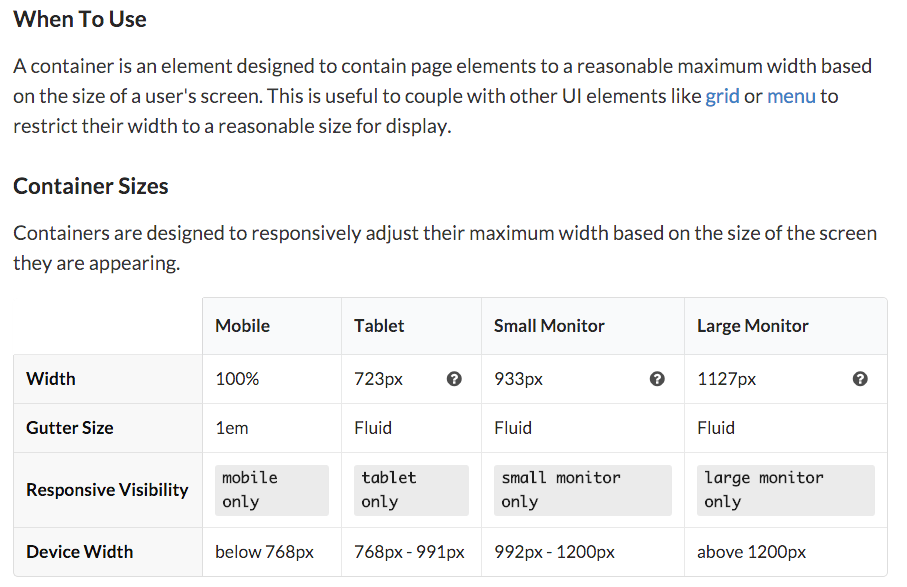 When To Use
A container is an element designed to contain page elements to a reasonable maximum width based
on the size of a user's screen. This is useful to couple with other UI elements like grid or menu to
restrict their width to a reasonable size for display.
Container Sizes
Containers are designed to responsively adjust their maximum width based on the size of the screen
they are appearing.
Mobile Tablet Small Monitor Large Monitor
Width 100% 723px ? 933px ? 1127px ?
Gutter Size 1em Fluid Fluid Fluid
Responsive Visibility mobile only tablet only small monitor only large monitor only
Device Width below 768px 768px - 991px 992px - 1200px above 1200px